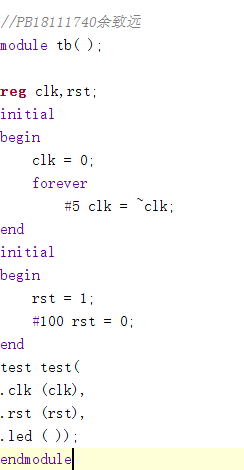 //PB18111740余致远
module tb( );
reg clk,rst;
initial
begin
    clk = 0;
    forever
        #5 clk = ~clk;
end
initial
begin
    rst = 1;
    #100 rst = 0;
end
test test(
.clk (clk),
.rst (rst),
.led ( ));
endmodule